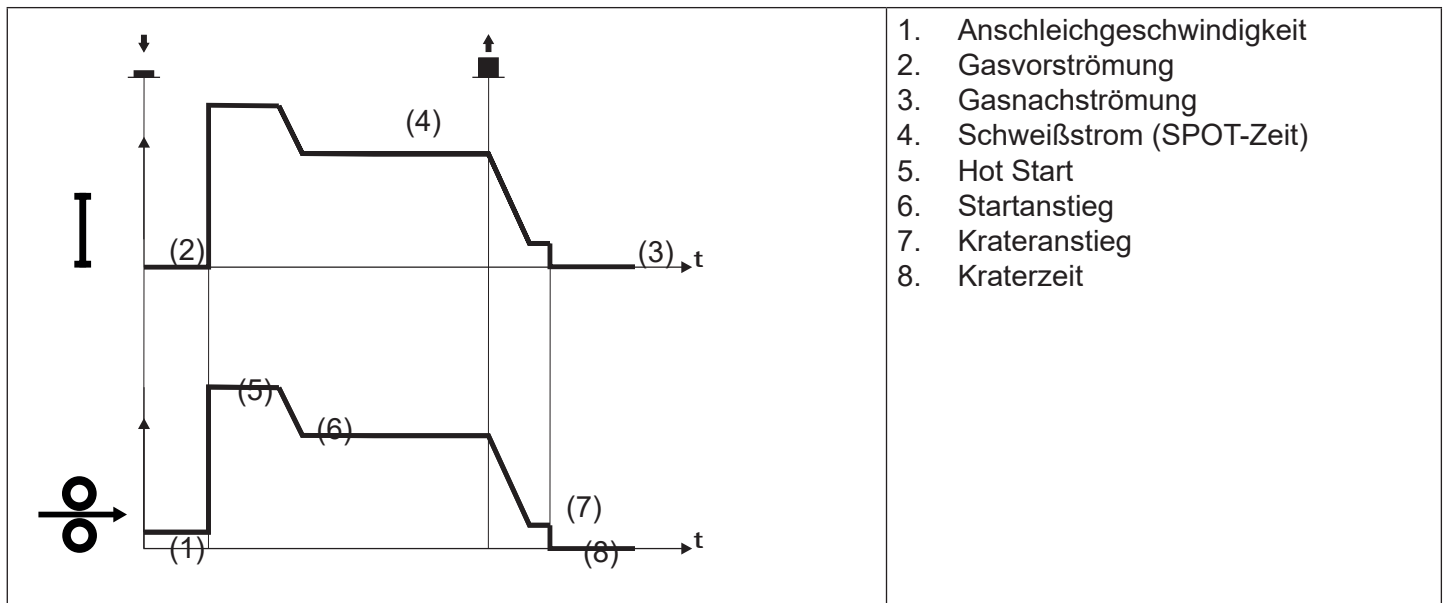 (4)
(2)
(3)
t
(5)
(6)
(7)
(1)
(8)
t
1. Anschleichgeschwindigkeit
2. Gasvorströmung
3. Gasnachströmung
4. Schweißstrom (SPOT-Zeit)
5. Hot Start
6. Startanstieg
7. Krateranstieg
8. Kraterzeit